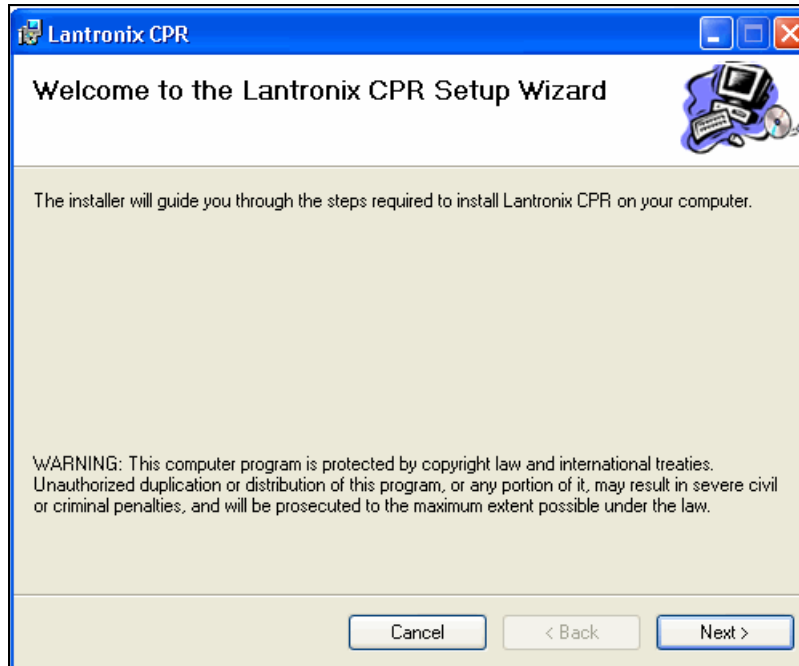 Lantronix CPR
Welcome to the Lantronix CPR Setup Wizard
The installer will guide you through the steps required to install Lantronix CPR on your computer.
WARNING: This computer program is protected by copyright law and international treaties.
Unauthorized duplication or distribution of this program, or any portion of it, may result in severe civil
or criminal penalties, and will be prosecuted to the maximum extent possible under the law.
Cancel
< Back
Next >